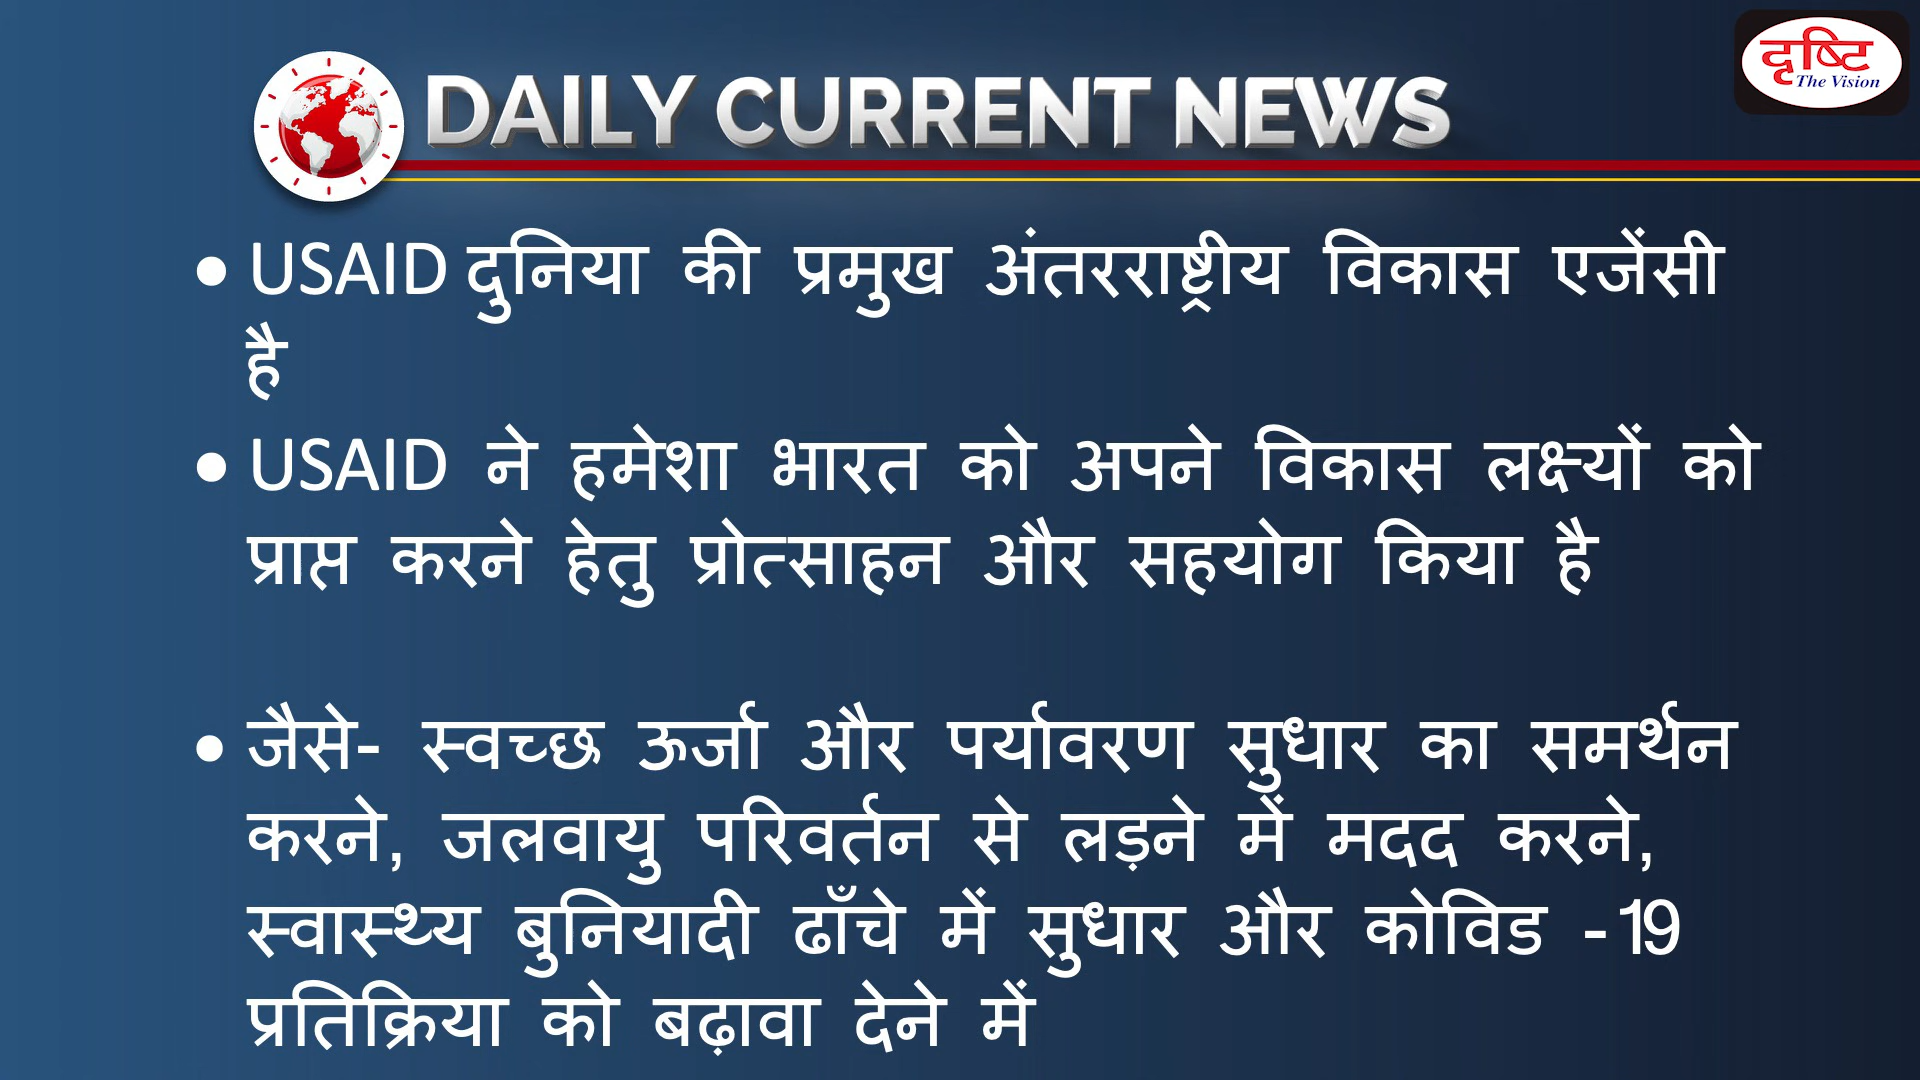 DAILY CURRENT NEWS
दृष्टि
The Vision
• USAID दुनिया की प्रमुख अंतरराष्ट्रीय विकास एजेंसी
है
• USAID ने हमेशा भारत को अपने विकास लक्ष्यों को
प्राप्त करने हेतु प्रोत्साहन और सहयोग किया है
• जैसे- स्वच्छ ऊर्जा और पर्यावरण सुधार का समर्थन
करने, जलवायु परिवर्तन से लड़ने में मदद करने,
स्वास्थ्य बुनियादी ढाँचे में सुधार और कोविड -19
प्रतिक्रिया को बढ़ावा देने में